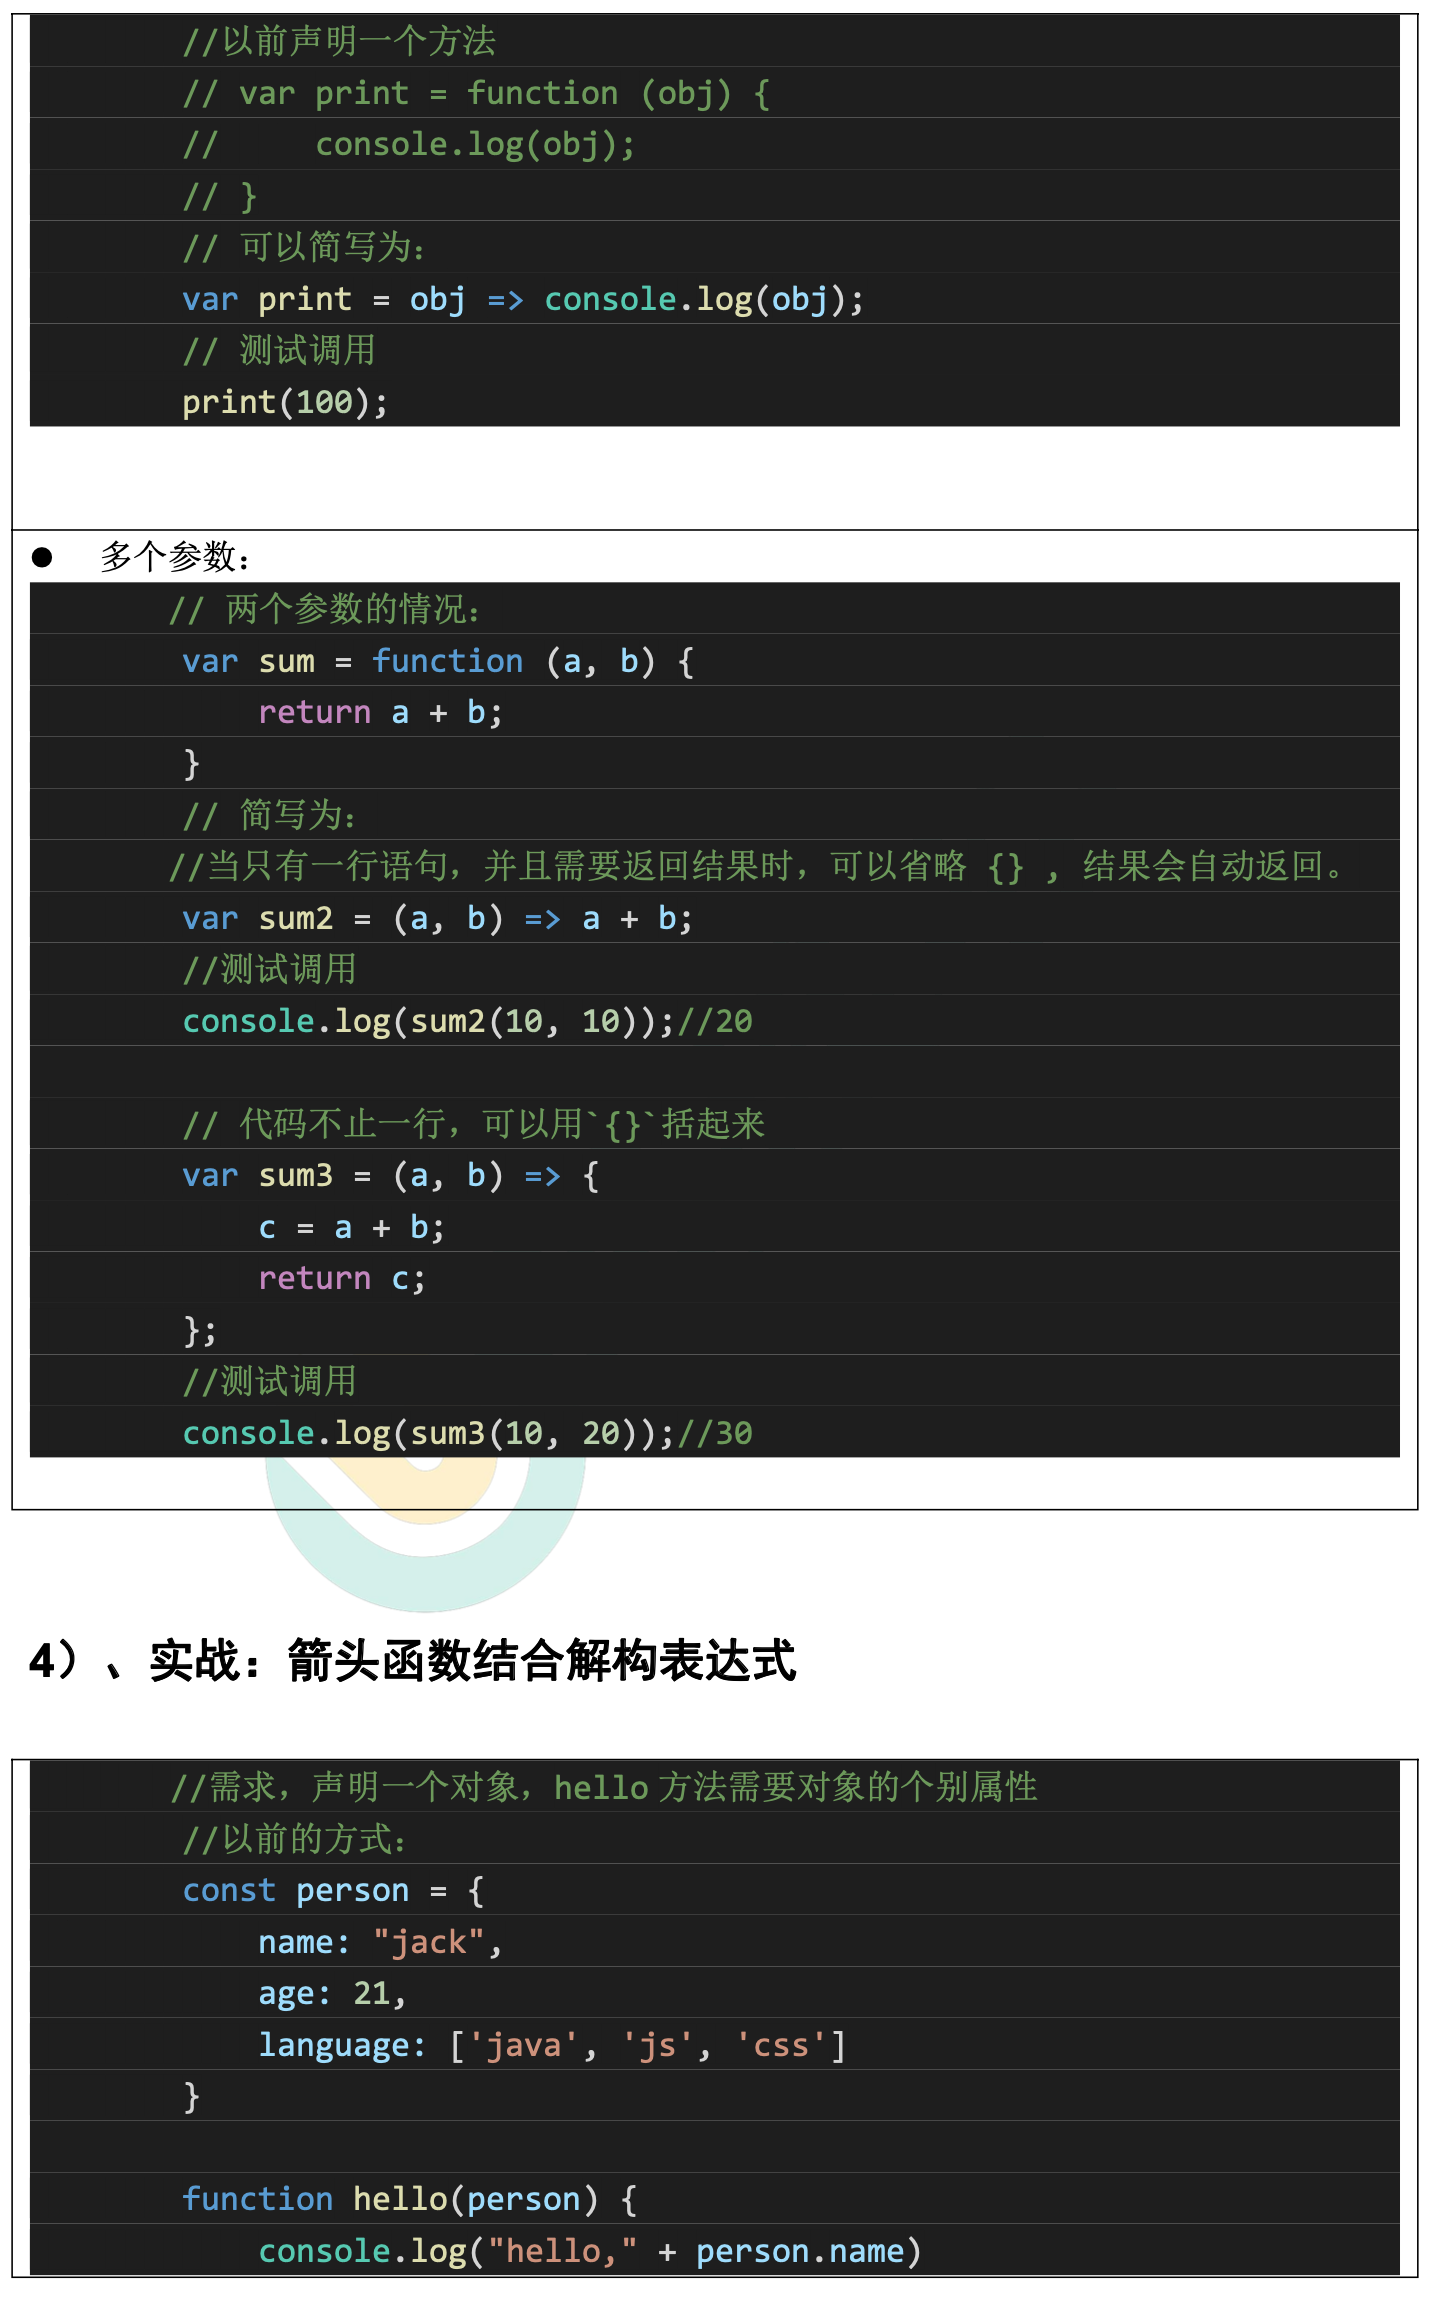 //以前声明一个方法
// var print = function (obj) {
//     console.log(obj);
// }
// 可以简写为：
var print = obj => console.log(obj);
// 测试调用
print(100);
● 多个参数：
// 两个参数的情况：
var sum = function (a, b) {
    return a + b;
}
// 简写为：
//当只有一行语句，并且需要返回结果时，可以省略 {} , 结果会自动返回。
var sum2 = (a, b) => a + b;
//测试调用
console.log(sum2(10, 10));//20
// 代码不止一行，可以用`{}`括起来
var sum3 = (a, b) => {
    c = a + b;
    return c;
};
//测试调用
console.log(sum3(10, 20));//30
4）、实战：箭头函数结合解构表达式
//需求，声明一个对象，hello 方法需要对象的个别属性
//以前的方式：
const person = {
    name: "jack",
    age: 21,
    language: ['java', 'js', 'css']
}
function hello(person) {
    console.log("hello," + person.name)